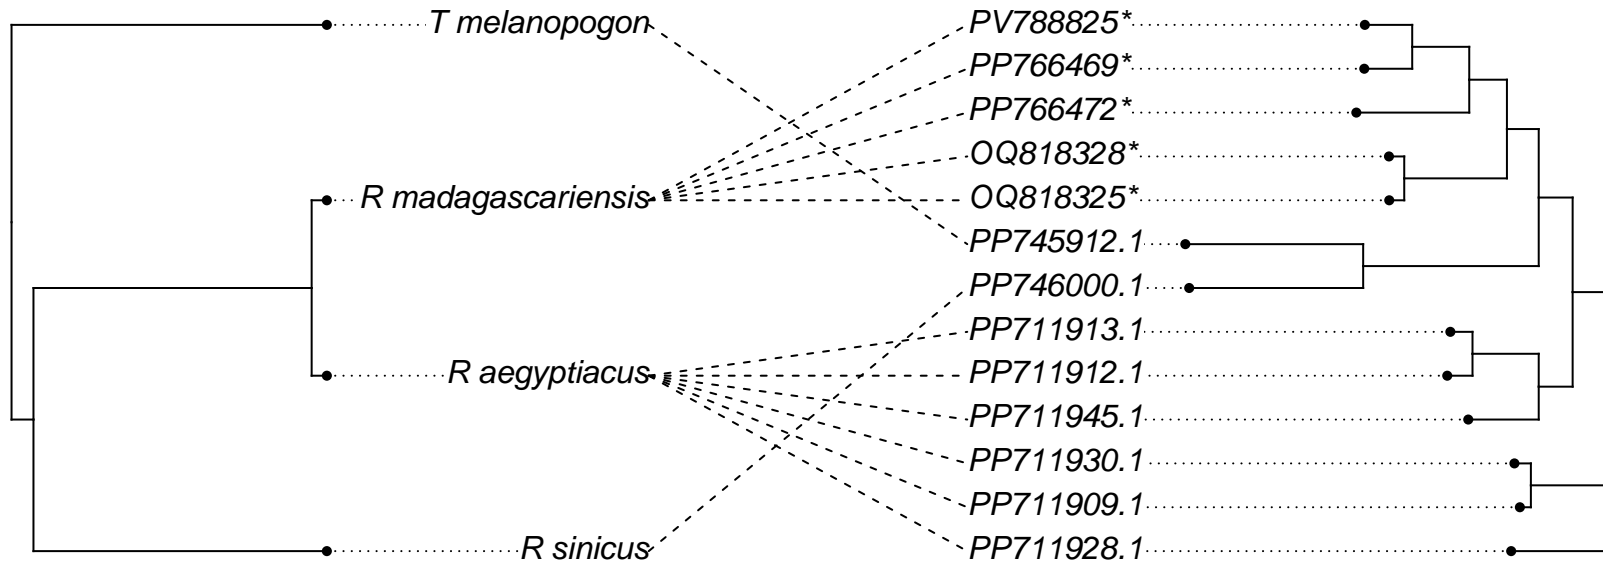 T melanopogon
R madagascariensis
R aegyptiacus
R sinicus
PV788825*
PP766469*
PP766472*
OQ818328*
OQ818325*
PP745912.1
PP746000.1
PP711913.1
PP711912.1
PP711945.1
PP711930.1
PP711909.1
PP711928.1